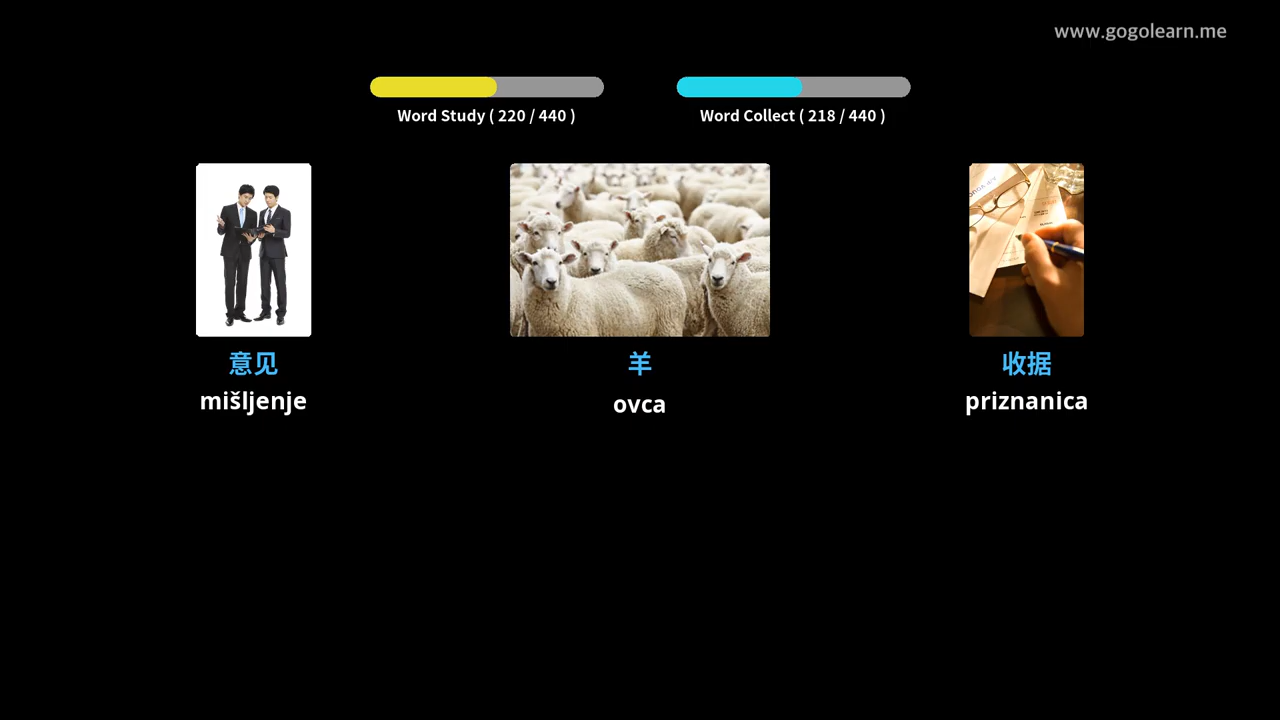 www.gogolearn.me
Word Study ( 220 / 440 )
Word Collect ( 218 / 440 )
意见
羊
收据
mišljenje
ovca
priznanica